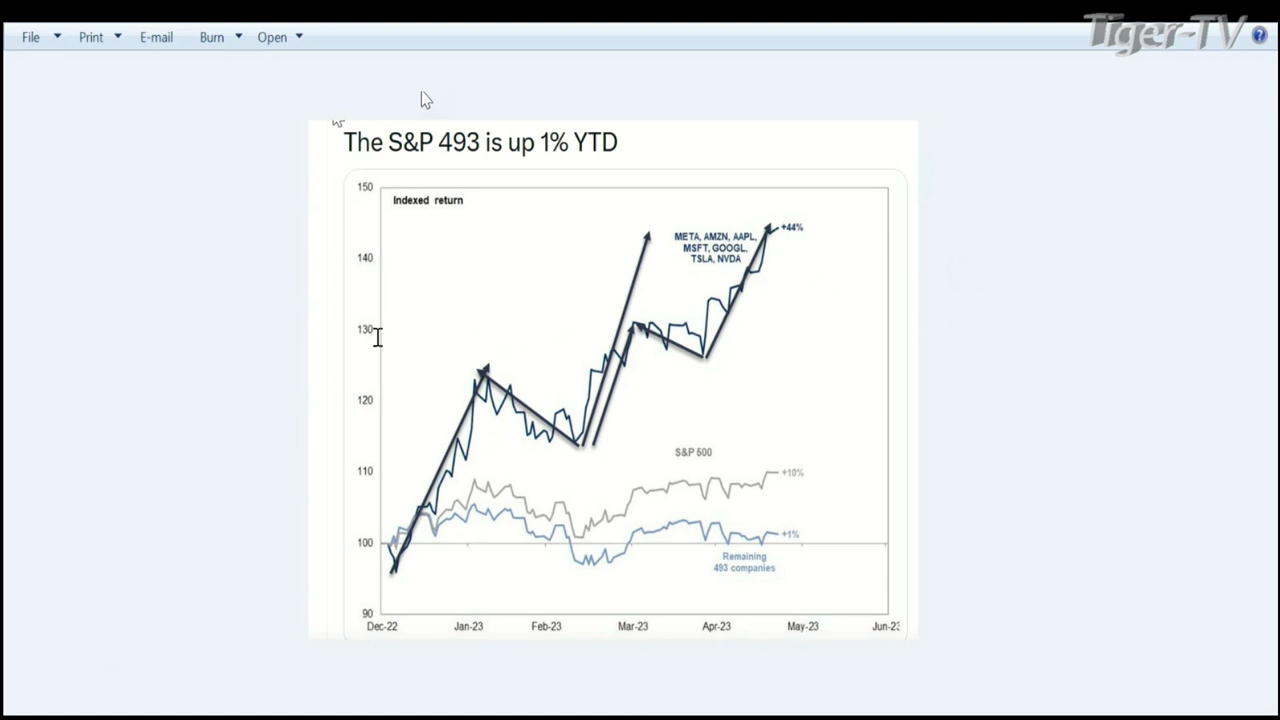 File Print E-mail Burn Open Tiger-TV
The S&P 493 is up 1% YTD
150
Indexed return
META, AMZN, AAPL,
MSFT, GOOGL,
TSLA, NVDA
+44%
140
130
120
110
S&P 500
+10%
100
+1%
Remaining
493 companies
90
Dec-22 Jan-23 Feb-23 Mar-23 Apr-23 May-23 Jun-23